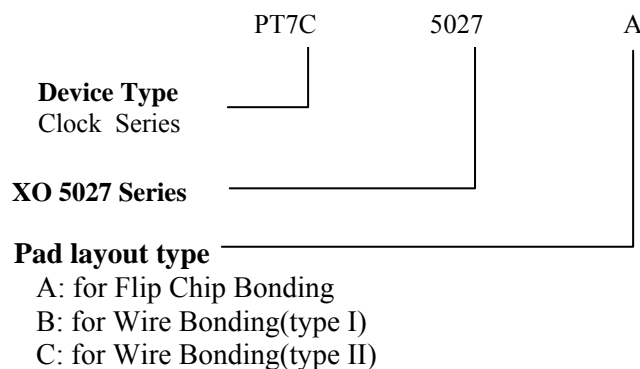 PT7C 5027 A
Device Type
Clock Series
XO 5027 Series
Pad layout type
A: for Flip Chip Bonding
B: for Wire Bonding(type I)
C: for Wire Bonding(type II)